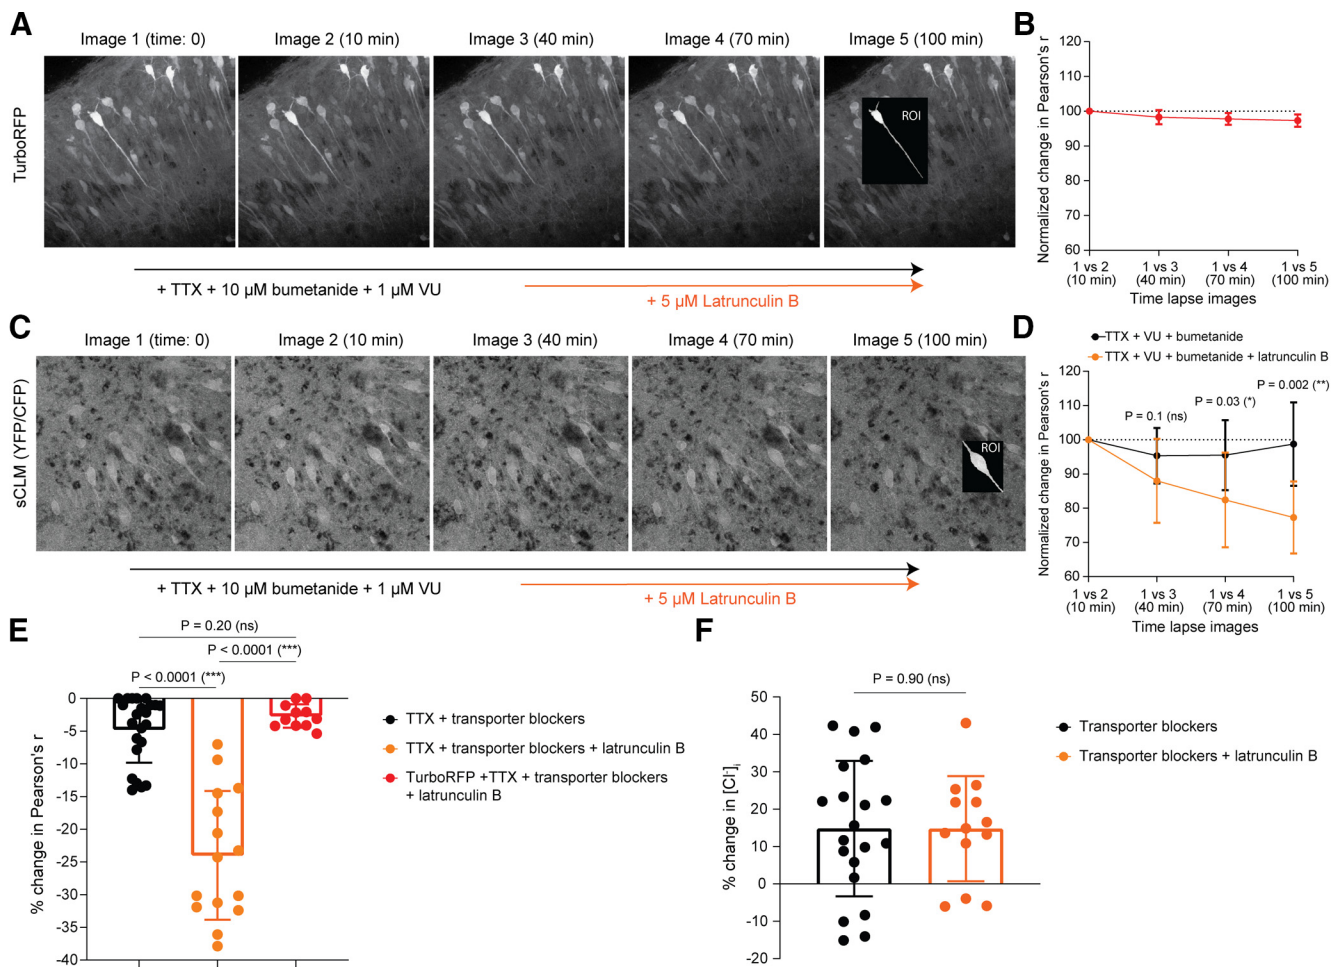 A
Image 1 (time: 0)
Image 2 (10 min)
Image 3 (40 min)
Image 4 (70 min)
Image 5 (100 min)
TurboRFP
ROI
+ TTX + 10 µM bumetanide + 1 µM VU
+ 5 µM Latrunculin B
B
Normalized change in Pearson's r
120
110
100
90
80
70
60
1 vs 2 (10 min)
1 vs 3 (40 min)
1 vs 4 (70 min)
1 vs 5 (100 min)
Time lapse images
C
Image 1 (time: 0)
Image 2 (10 min)
Image 3 (40 min)
Image 4 (70 min)
Image 5 (100 min)
sCLM (YFP/CFP)
ROI
+ TTX + 10 µM bumetanide + 1 µM VU
+ 5 µM Latrunculin B
D
TTX + VU + bumetanide
TTX + VU + bumetanide + latrunculin B
Normalized change in Pearson's r
120
110
100
90
80
70
60
P = 0.1 (ns)
P = 0.03 (*)
P = 0.002 (**)
1 vs 2 (10 min)
1 vs 3 (40 min)
1 vs 4 (70 min)
1 vs 5 (100 min)
Time lapse images
E
P = 0.20 (ns)
P < 0.0001 (***)
P < 0.0001 (***)
% change in Pearson's r
0
-5
-10
-15
-20
-25
-30
-35
-40
TTX + transporter blockers
TTX + transporter blockers + latrunculin B
TurboRFP +TTX + transporter blockers
+ latrunculin B
F
P = 0.90 (ns)
% change in [Cl-]i
50
40
30
20
10
0
-10
-20
Transporter blockers
Transporter blockers + latrunculin B